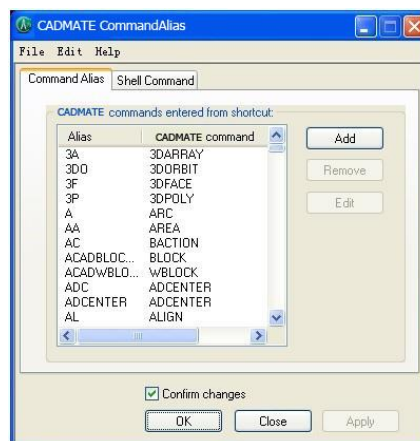 CADMATE CommandAlias
File Edit Help
Command Alias Shell Command
CADMATE commands entered from shortcut:
Alias CADMATE command
3A 3DARRAY
3DO 3DORBIT
3F 3DFACE
3P 3DPOLY
A ARC
AA AREA
AC BACTION
ACADBLOC... BLOCK
ACADWBLO... WBLOCK
ADC ADCENTER
ADCENTER ADCENTER
AL ALIGN
Add
Remove
Edit
Confirm changes
OK Close Apply